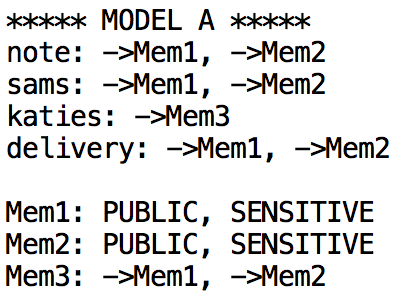 ***** MODEL A *****
note: ->Mem1, ->Mem2
sams: ->Mem1, ->Mem2
katies: ->Mem3
delivery: ->Mem1, ->Mem2
Mem1: PUBLIC, SENSITIVE
Mem2: PUBLIC, SENSITIVE
Mem3: ->Mem1, ->Mem2